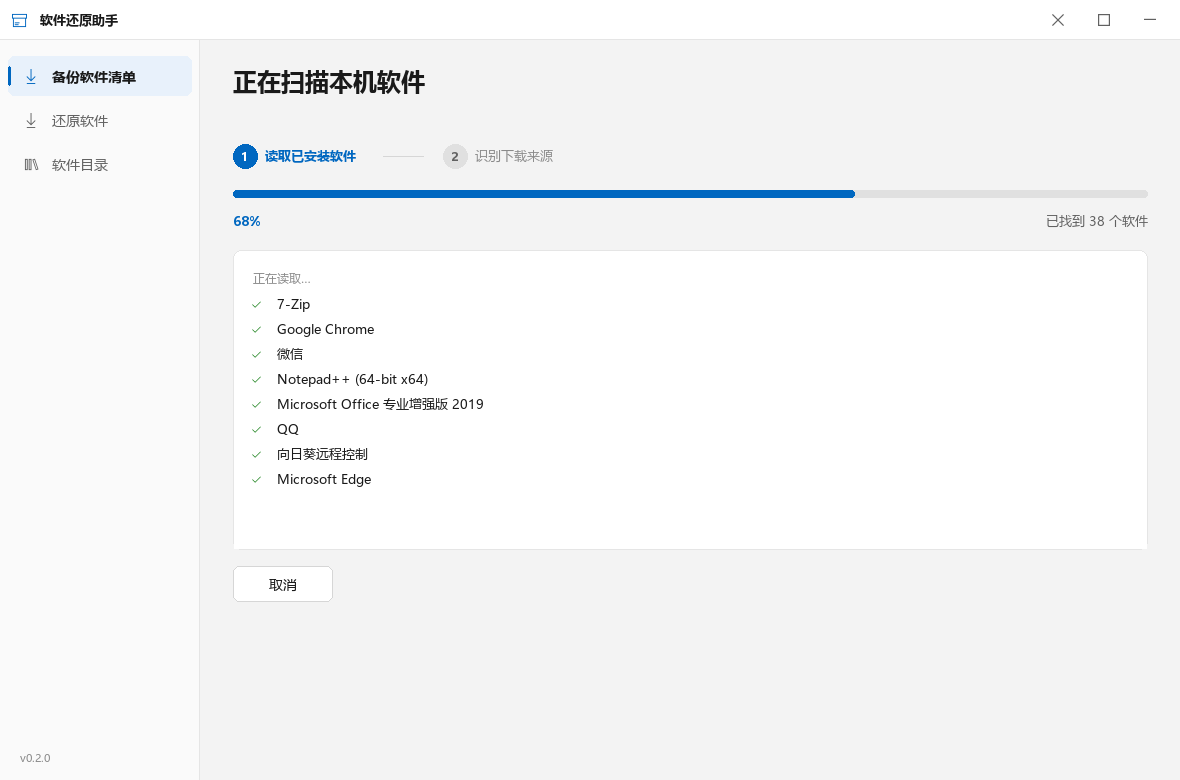 软件还原助手
备份软件清单
还原软件
软件目录
v0.2.0
正在扫描本机软件
1 读取已安装软件
2 识别下载来源
68%
已找到 38 个软件
正在读取...
7-Zip
Google Chrome
微信
Notepad++ (64-bit x64)
Microsoft Office 专业增强版 2019
QQ
向日葵远程控制
Microsoft Edge
取消